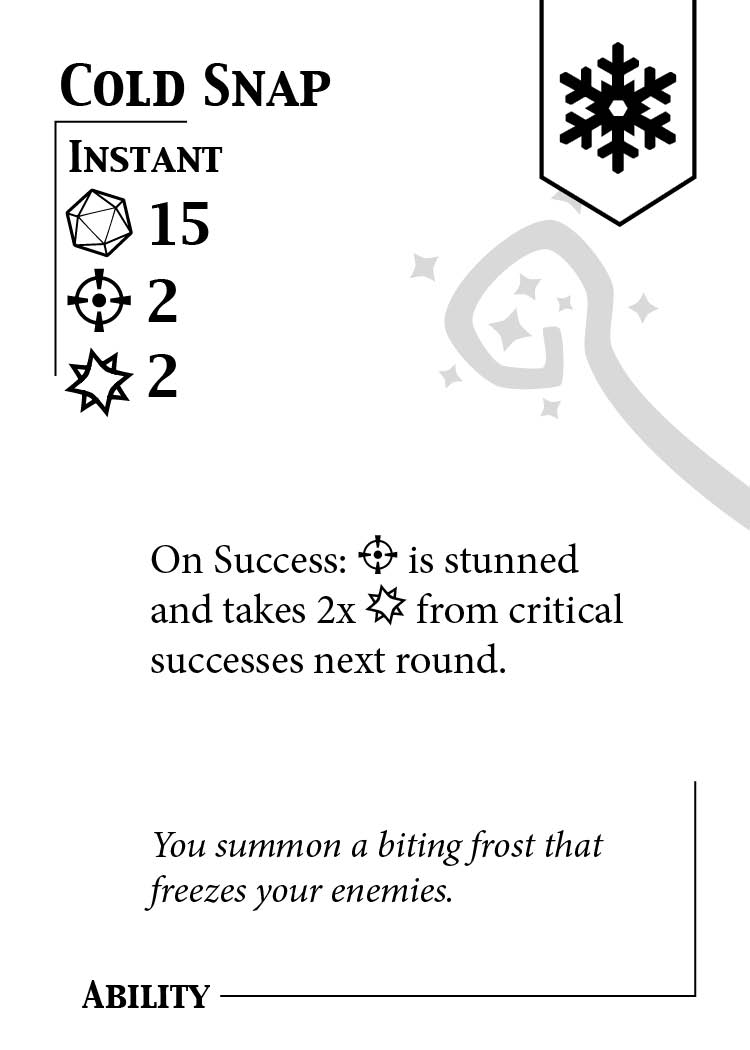 Cold Snap
Instant
15
2
2
On Success: is stunned
and takes 2x from critical
successes next round.
You summon a biting frost that
freezes your enemies.
Ability